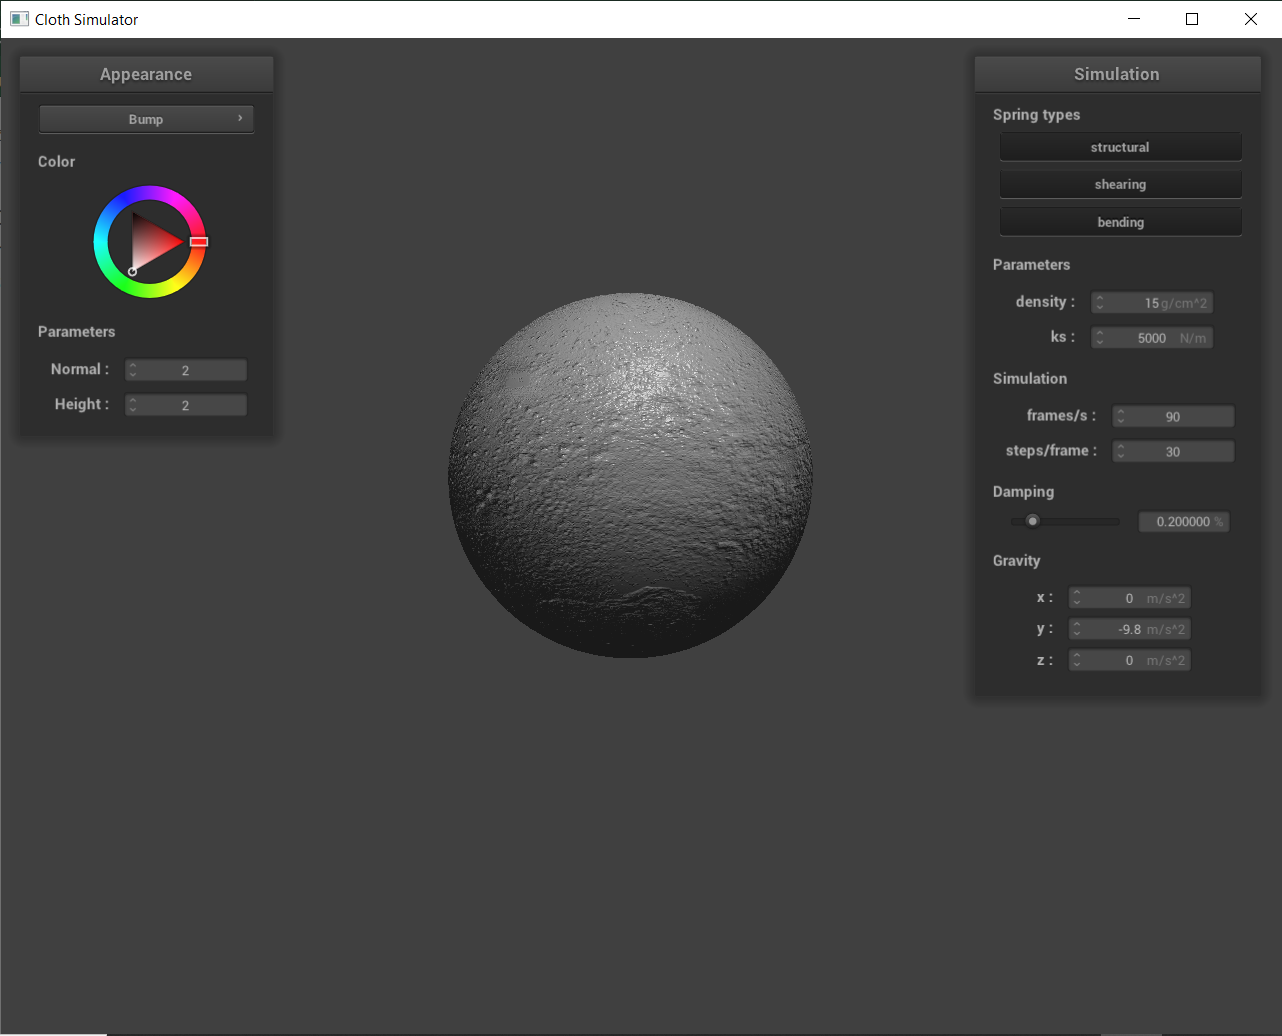 Cloth Simulator
Appearance
Bump
Color
Parameters
Normal : 2
Height : 2
Simulation
Spring types
structural
shearing
bending
Parameters
density : 15 g/cm^2
ks : 5000 N/m
Simulation
frames/s : 90
steps/frame : 30
Damping
0.200000 %
Gravity
x : 0 m/s^2
y : -9.8 m/s^2
z : 0 m/s^2